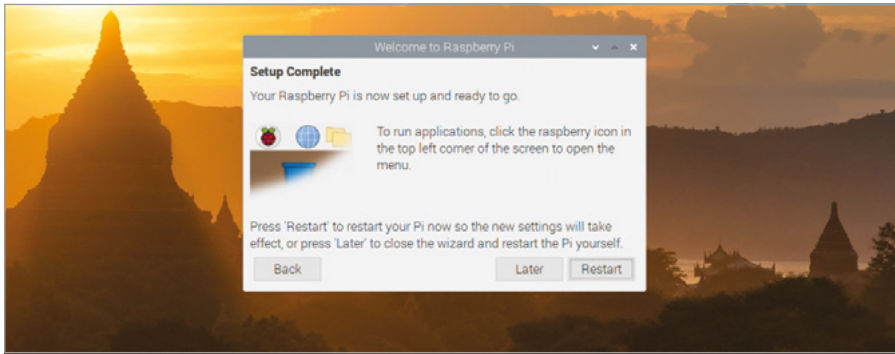 Welcome to Raspberry Pi
Setup Complete
Your Raspberry Pi is now set up and ready to go.
To run applications, click the raspberry icon in
the top left corner of the screen to open the
menu.
Press 'Restart' to restart your Pi now so the new settings will take
effect, or press 'Later' to close the wizard and restart the Pi yourself.
Back
Later
Restart